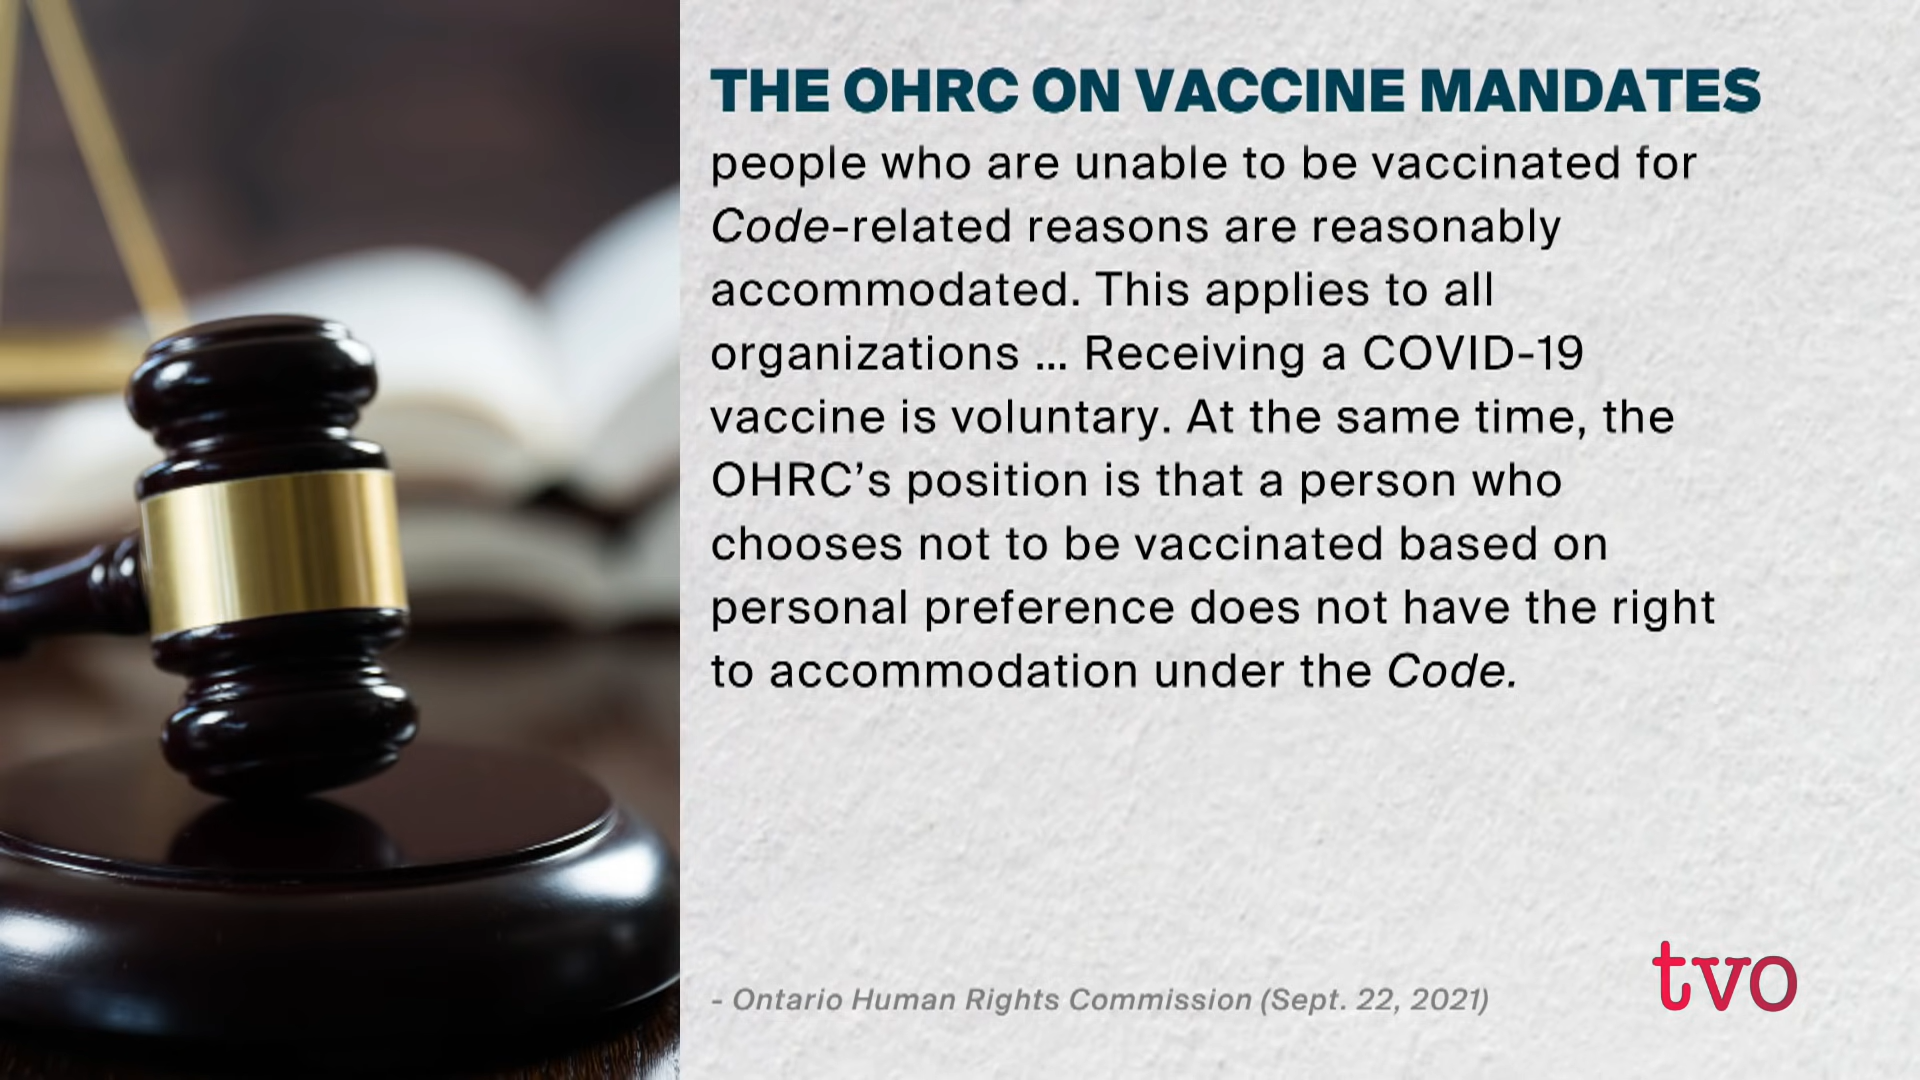 THE OHRC ON VACCINE MANDATES
people who are unable to be vaccinated for
Code-related reasons are reasonably
accommodated. This applies to all
organizations ... Receiving a COVID-19
vaccine is voluntary. At the same time, the
OHRC’s position is that a person who
chooses not to be vaccinated based on
personal preference does not have the right
to accommodation under the Code.
- Ontario Human Rights Commission (Sept. 22, 2021)
tvo